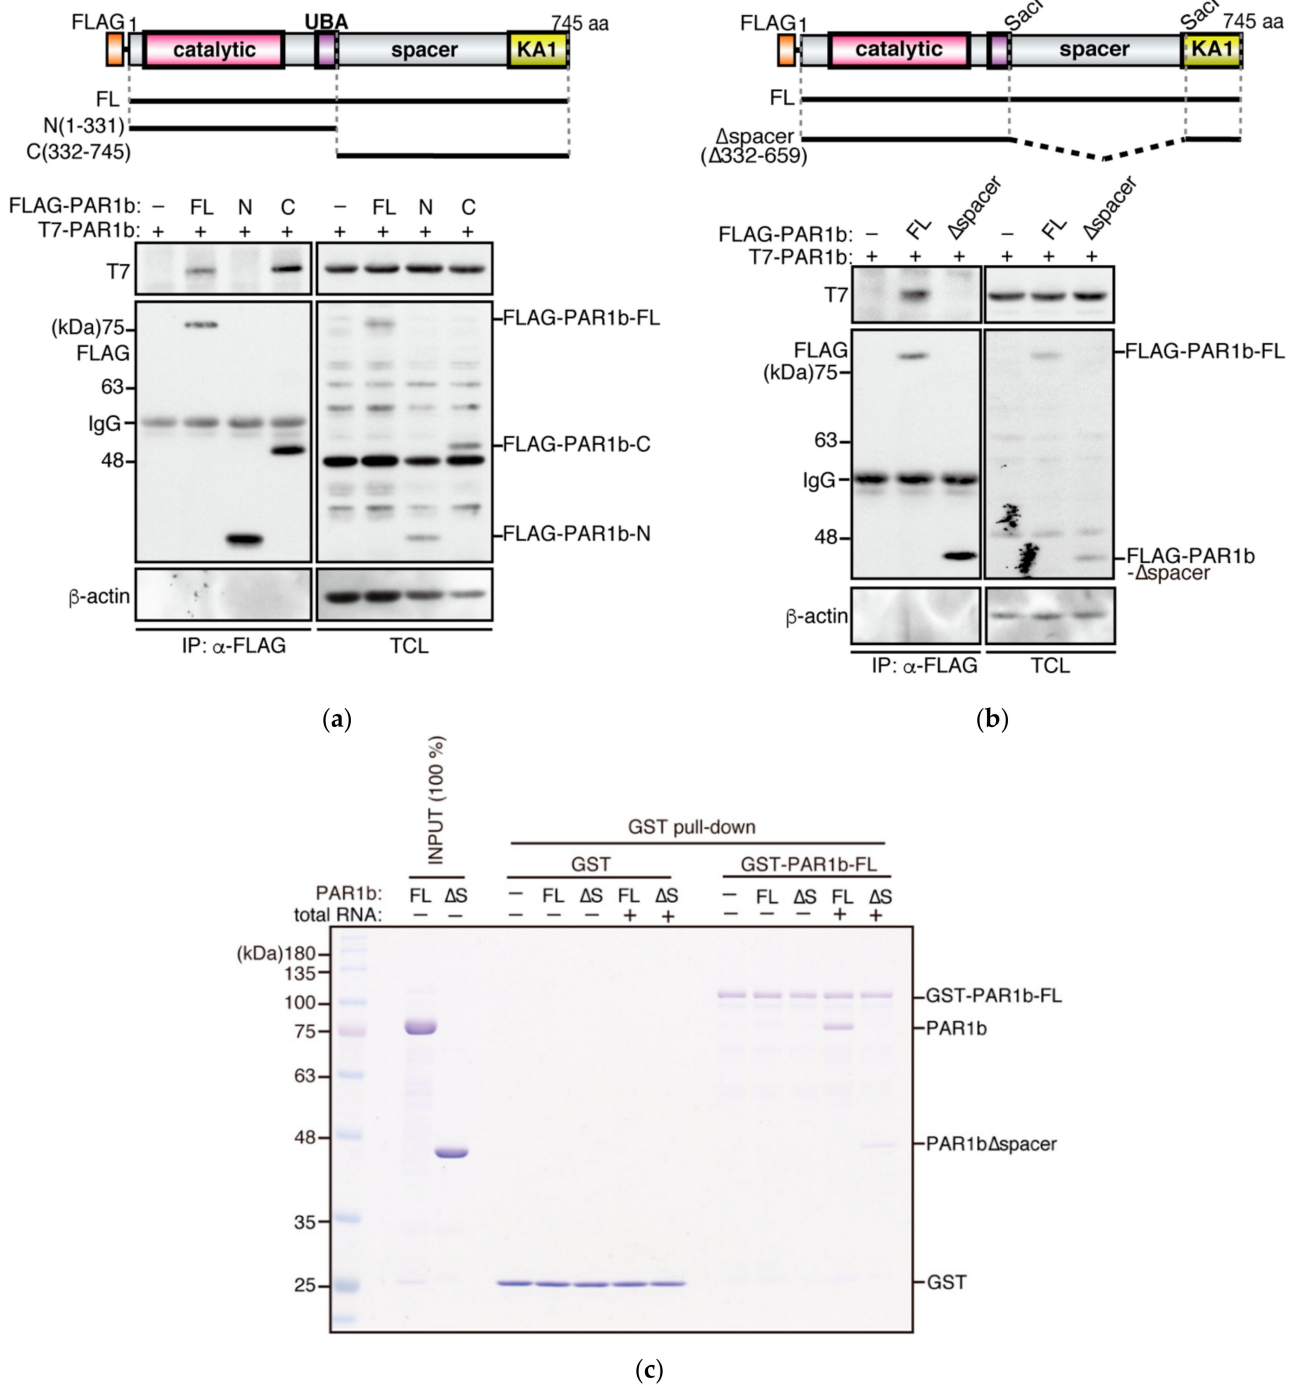 FLAG 1 UBA 745 aa
catalytic spacer KA1
FL
N(1-331)
C(332-745)
FLAG-PAR1b: – FL N C – FL N C
T7-PAR1b: + + + + + + + +
T7
(kDa) 75
FLAG
63
IgG
48
β-actin
FLAG-PAR1b-FL
FLAG-PAR1b-C
FLAG-PAR1b-N
IP: α-FLAG TCL
(a)
FLAG 1 SacI SacI 745 aa
catalytic spacer KA1
FL
Δspacer
(Δ332-659)
FLAG-PAR1b: – FL Δspacer – FL Δspacer
T7-PAR1b: + + + + + +
T7
FLAG
(kDa) 75
63
IgG
48
β-actin
FLAG-PAR1b-FL
FLAG-PAR1b
-Δspacer
IP: α-FLAG TCL
(b)
INPUT (100 %)
GST pull-down
GST GST-PAR1b-FL
PAR1b: FL ΔS – FL ΔS FL ΔS – FL ΔS FL ΔS
total RNA: – – – – – + + – – – + +
(kDa) 180
135
100
75
63
48
35
25
GST-PAR1b-FL
PAR1b
PAR1bΔspacer
GST
(c)